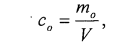 c_o = m_o / V,